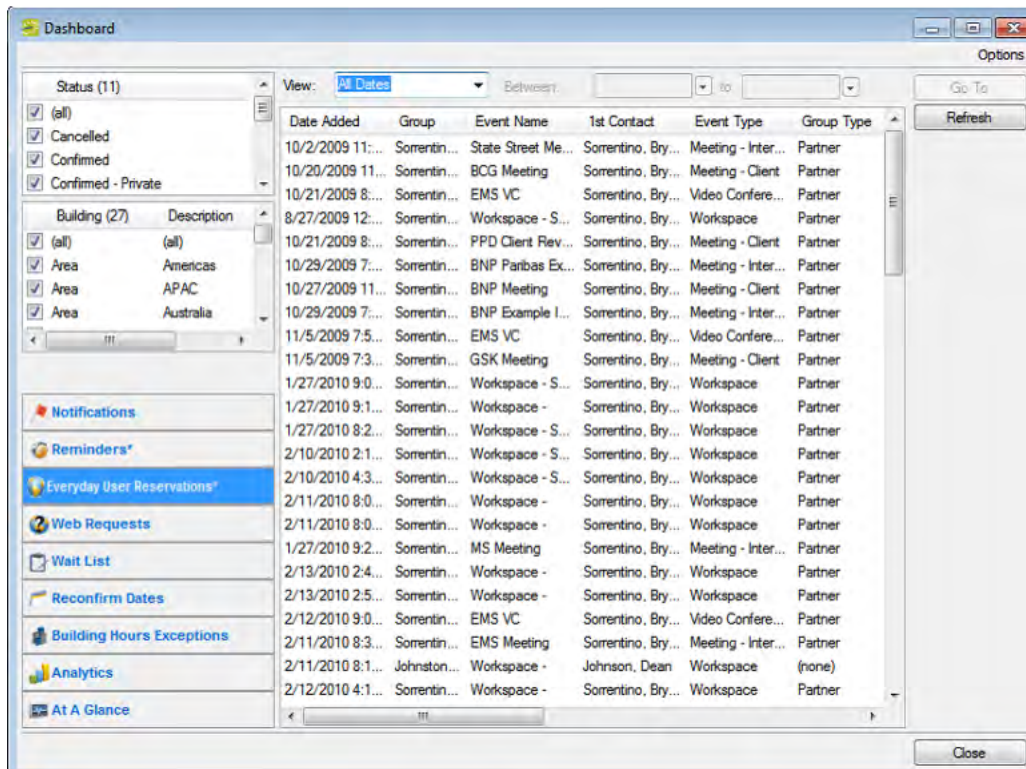 Dashboard
Options
Status (11)
(all)
Cancelled
Confirmed
Confirmed - Private
Building (27) Description
(all) (all)
Area Americas
Area APAC
Area Australia
Notifications
Reminders*
Everyday User Reservations*
Web Requests
Wait List
Reconfirm Dates
Building Hours Exceptions
Analytics
At A Glance
View: All Dates Between: to
Date Added Group Event Name 1st Contact Event Type Group Type
10/2/2009 11:... Sorrentin... State Street Me... Sorrentino, Bry... Meeting - Inter... Partner
10/20/2009 11... Sorrentin... BCG Meeting Sorrentino, Bry... Meeting - Client Partner
10/21/2009 8:... Sorrentin... EMS VC Sorrentino, Bry... Video Confere... Partner
8/27/2009 12:... Sorrentin... Workspace - S... Sorrentino, Bry... Workspace Partner
10/21/2009 8:... Sorrentin... PPD Client Rev... Sorrentino, Bry... Meeting - Client Partner
10/29/2009 7:... Sorrentin... BNP Paribas Ex... Sorrentino, Bry... Meeting - Inter... Partner
10/27/2009 11... Sorrentin... BNP Meeting Sorrentino, Bry... Meeting - Client Partner
10/29/2009 7:... Sorrentin... BNP Example I... Sorrentino, Bry... Meeting - Inter... Partner
11/5/2009 7:5... Sorrentin... EMS VC Sorrentino, Bry... Video Confere... Partner
11/5/2009 7:3... Sorrentin... GSK Meeting Sorrentino, Bry... Meeting - Client Partner
1/27/2010 9:0... Sorrentin... Workspace - S... Sorrentino, Bry... Workspace Partner
1/27/2010 9:1... Sorrentin... Workspace - Sorrentino, Bry... Workspace Partner
1/27/2010 8:2... Sorrentin... Workspace - S... Sorrentino, Bry... Workspace Partner
2/10/2010 2:1... Sorrentin... Workspace - S... Sorrentino, Bry... Workspace Partner
2/10/2010 4:3... Sorrentin... Workspace - S... Sorrentino, Bry... Workspace Partner
2/11/2010 8:0... Sorrentin... Workspace - Sorrentino, Bry... Workspace Partner
2/11/2010 8:0... Sorrentin... Workspace - Sorrentino, Bry... Workspace Partner
1/27/2010 9:2... Sorrentin... MS Meeting Sorrentino, Bry... Meeting - Inter... Partner
2/13/2010 2:4... Sorrentin... Workspace - Sorrentino, Bry... Workspace Partner
2/13/2010 2:5... Sorrentin... Workspace - Sorrentino, Bry... Workspace Partner
2/12/2010 9:0... Sorrentin... EMS VC Sorrentino, Bry... Video Confere... Partner
2/11/2010 8:3... Sorrentin... EMS Meeting Sorrentino, Bry... Meeting - Inter... Partner
2/11/2010 8:1... Johnston... Workspace - Johnson, Dean Workspace (none)
2/12/2010 4:1... Sorrentin... Workspace - Sorrentino, Bry... Workspace Partner
Go To
Refresh
Close